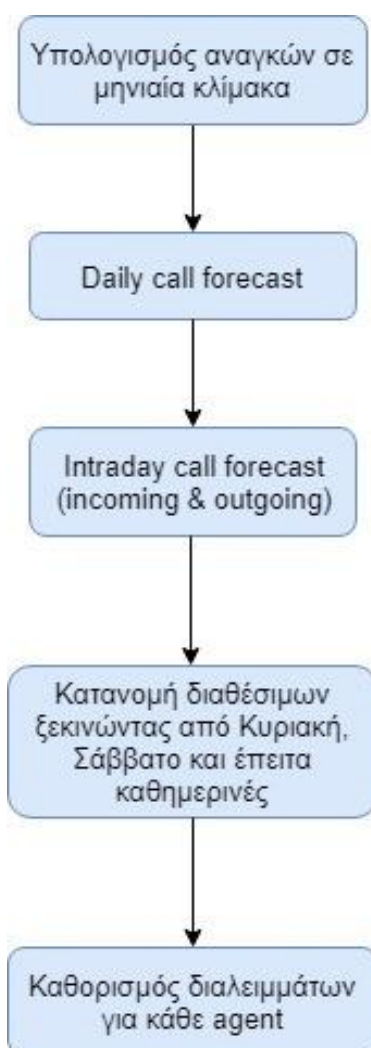 Υπολογισμός αναγκών σε
μηνιαία κλίμακα
Daily call forecast
Intraday call forecast
(incoming & outgoing)
Κατανομή διαθέσιμων
ξεκινώντας από Κυριακή,
Σάββατο και έπειτα
καθημερινές
Καθορισμός διαλειμμάτων
για κάθε agent